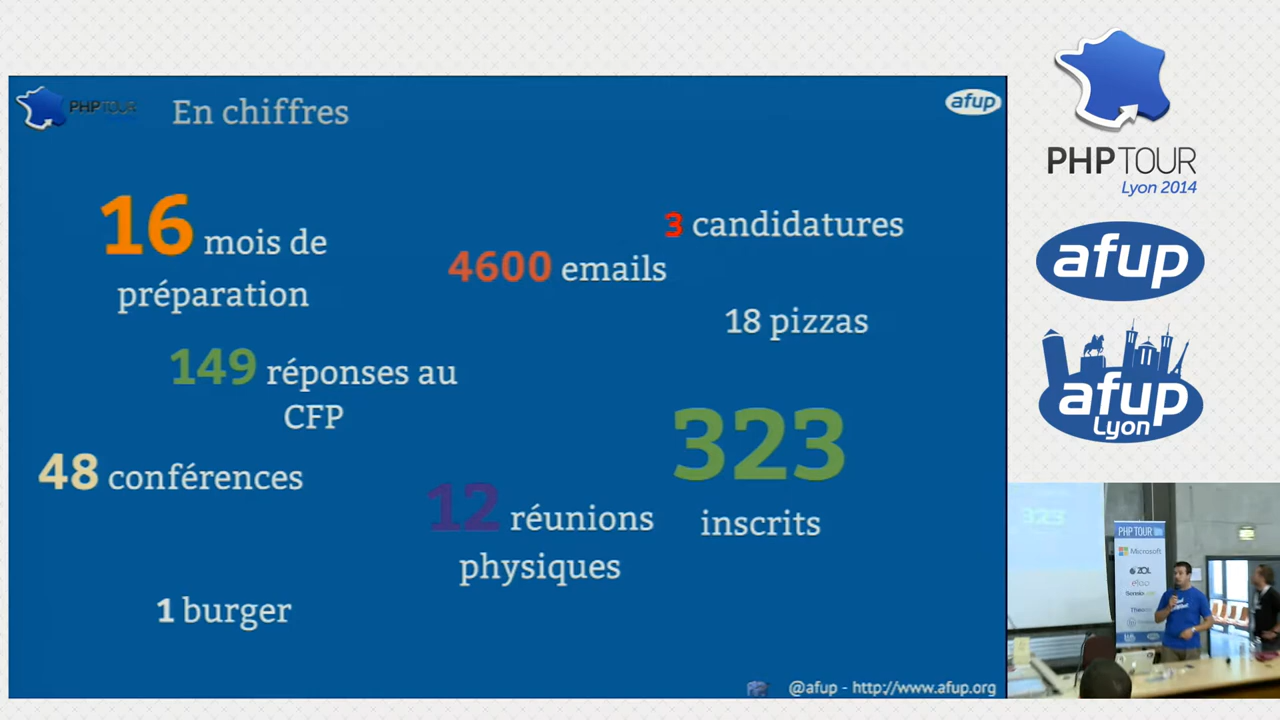 PHPTOUR
En chiffres
afup
16 mois de
préparation
3 candidatures
4600 emails
18 pizzas
149 réponses au
CFP
323
inscrits
48 conférences
12 réunions
physiques
1 burger
@afup - http://www.afup.org
PHPTOUR
Lyon 2014
afup
afup
Lyon
323
PHP TOUR
Microsoft
ZOL